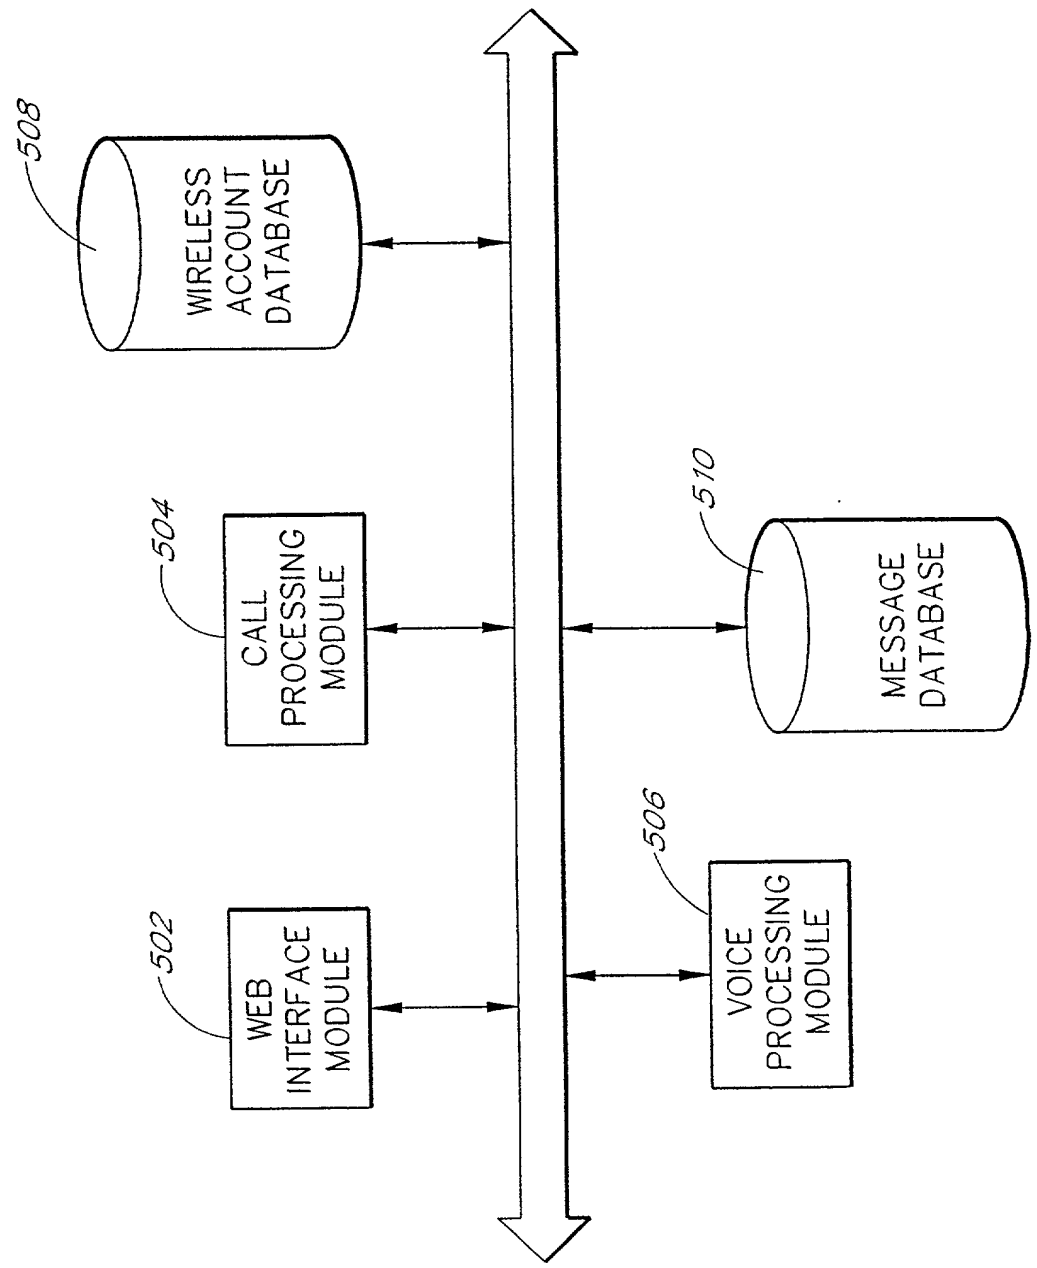 502
WEB
INTERFACE
MODULE
504
CALL
PROCESSING
MODULE
508
WIRELESS
ACCOUNT
DATABASE
506
VOICE
PROCESSING
MODULE
510
MESSAGE
DATABASE